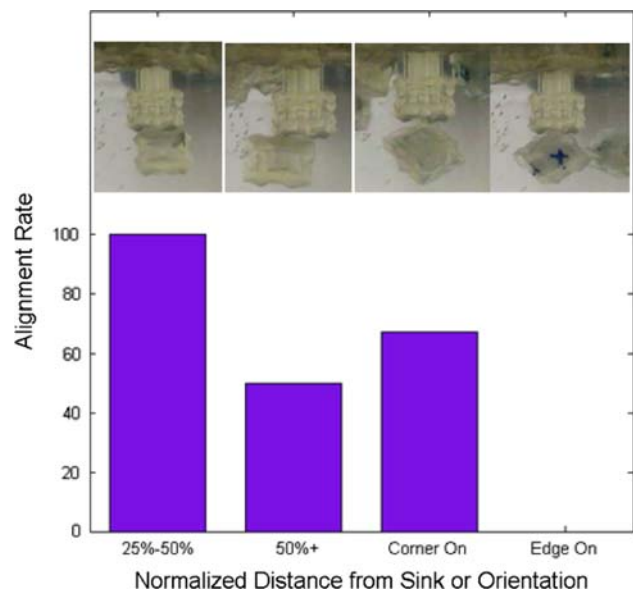 Alignment Rate
100
80
60
40
20
0
25%-50%
50%+
Corner On
Edge On
Normalized Distance from Sink or Orientation